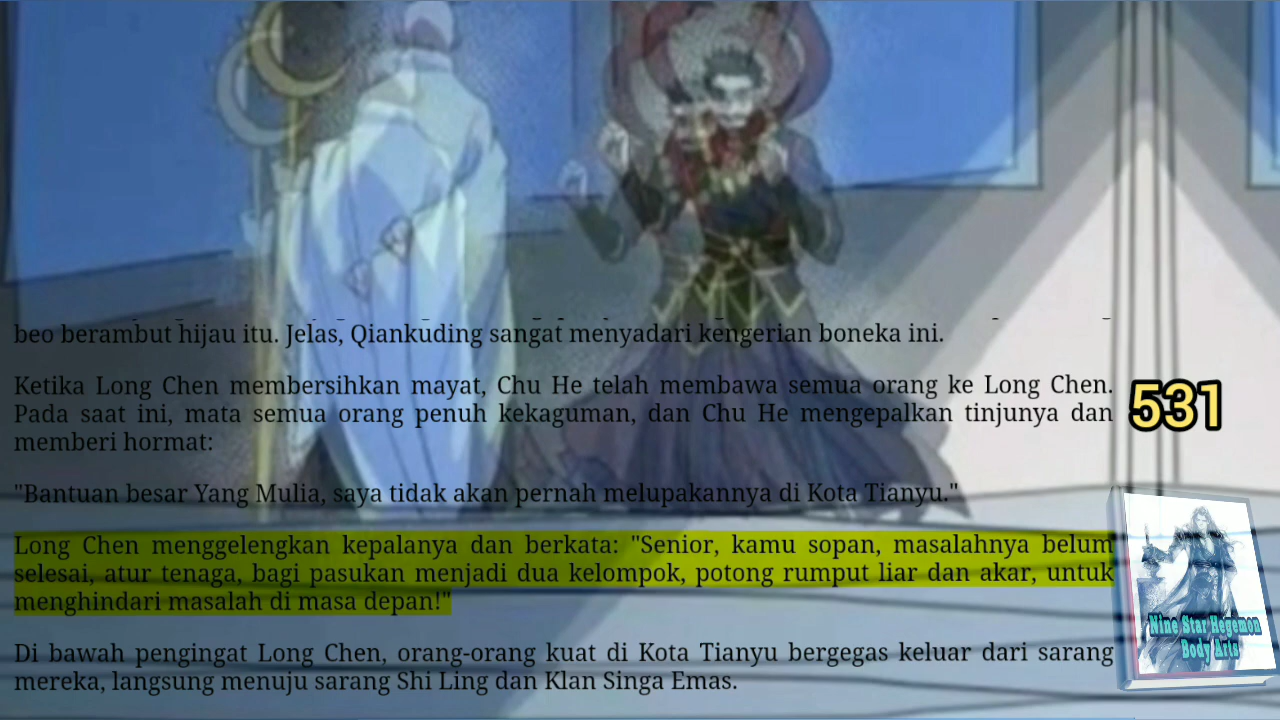 beo berambut hijau itu. Jelas, Qiankuding sangat menyadari kengerian boneka ini.
Ketika Long Chen membersihkan mayat, Chu He telah membawa semua orang ke Long Chen.
Pada saat ini, mata semua orang penuh kekaguman, dan Chu He mengepalkan tinjunya dan
memberi hormat:
"Bantuan besar Yang Mulia, saya tidak akan pernah melupakannya di Kota Tianyu."
Long Chen menggelengkan kepalanya dan berkata: "Senior, kamu sopan, masalahnya belum
selesai, atur tenaga, bagi pasukan menjadi dua kelompok, potong rumput liar dan akar, untuk
menghindari masalah di masa depan!"
Di bawah pengingat Long Chen, orang-orang kuat di Kota Tianyu bergegas keluar dari sarang
mereka, langsung menuju sarang Shi Ling dan Klan Singa Emas.
531
Nine Star Hegemon
Body Arts